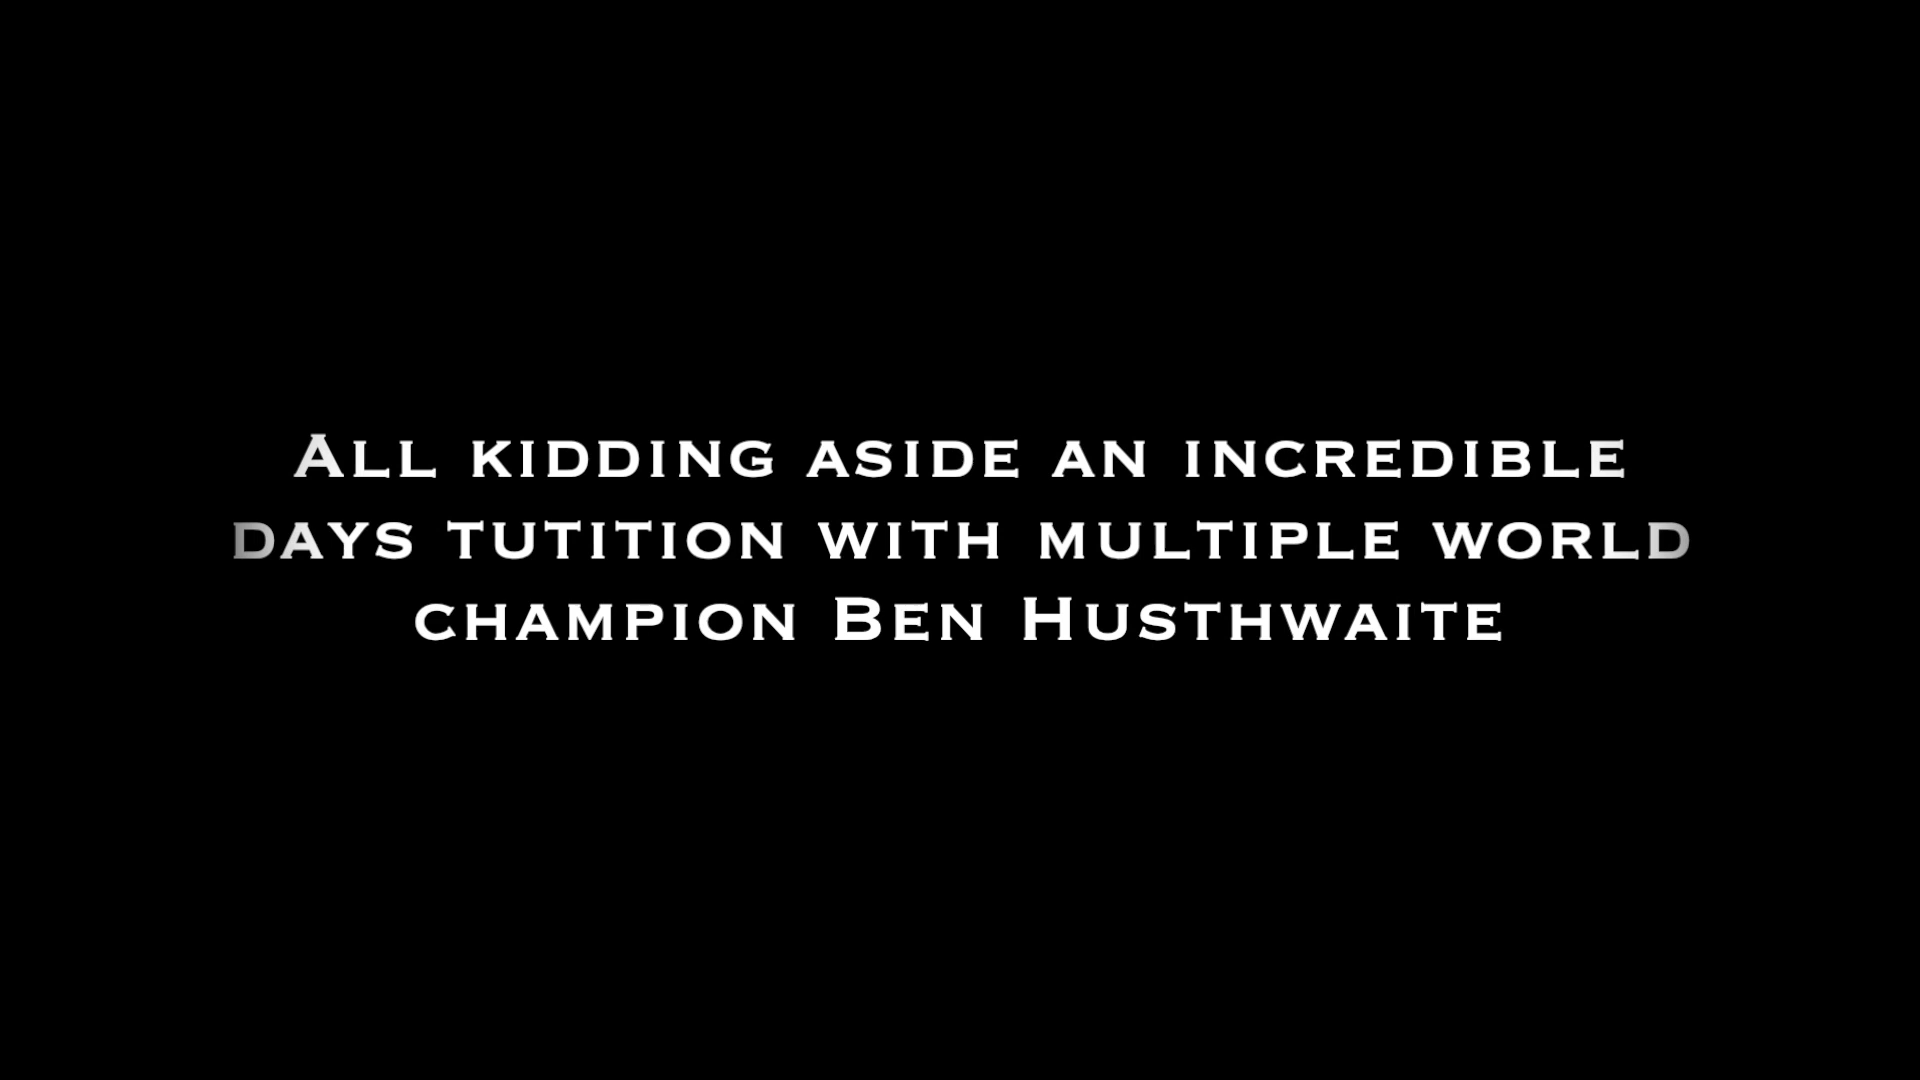 All kidding aside an incredible
days tutition with multiple world
champion Ben Husthwaite